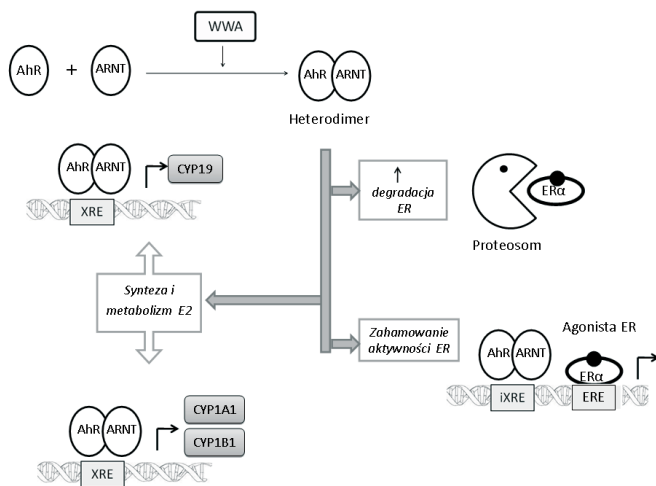 WWA
AhR + ARNT
AhR ARNT
Heterodimer
AhR ARNT
CYP19
XRE
↑
degradacja
ER
ERα
Proteosom
Synteza i
metabolizm E2
Zahamowanie
aktywności ER
Agonista ER
AhR ARNT
ERα
iXRE
ERE
AhR ARNT
CYP1A1
CYP1B1
XRE